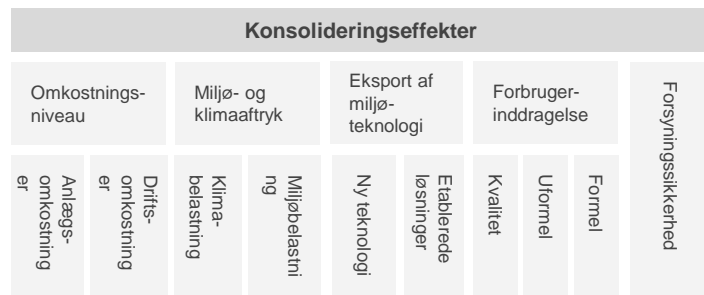 Konsolideringseffekter
Omkostnings-
niveau
Miljø- og
klimaaftryk
Eksport af
miljø-
teknologi
Forbruger-
inddragelse
Forsyningssikkerhed
Anlægs-
omkostning
er
Drifts-
omkostning
er
Klima-
belastning
Miljøbelastni
ng
Ny teknologi
Etablerede
løsninger
Kvalitet
Uformel
Formel